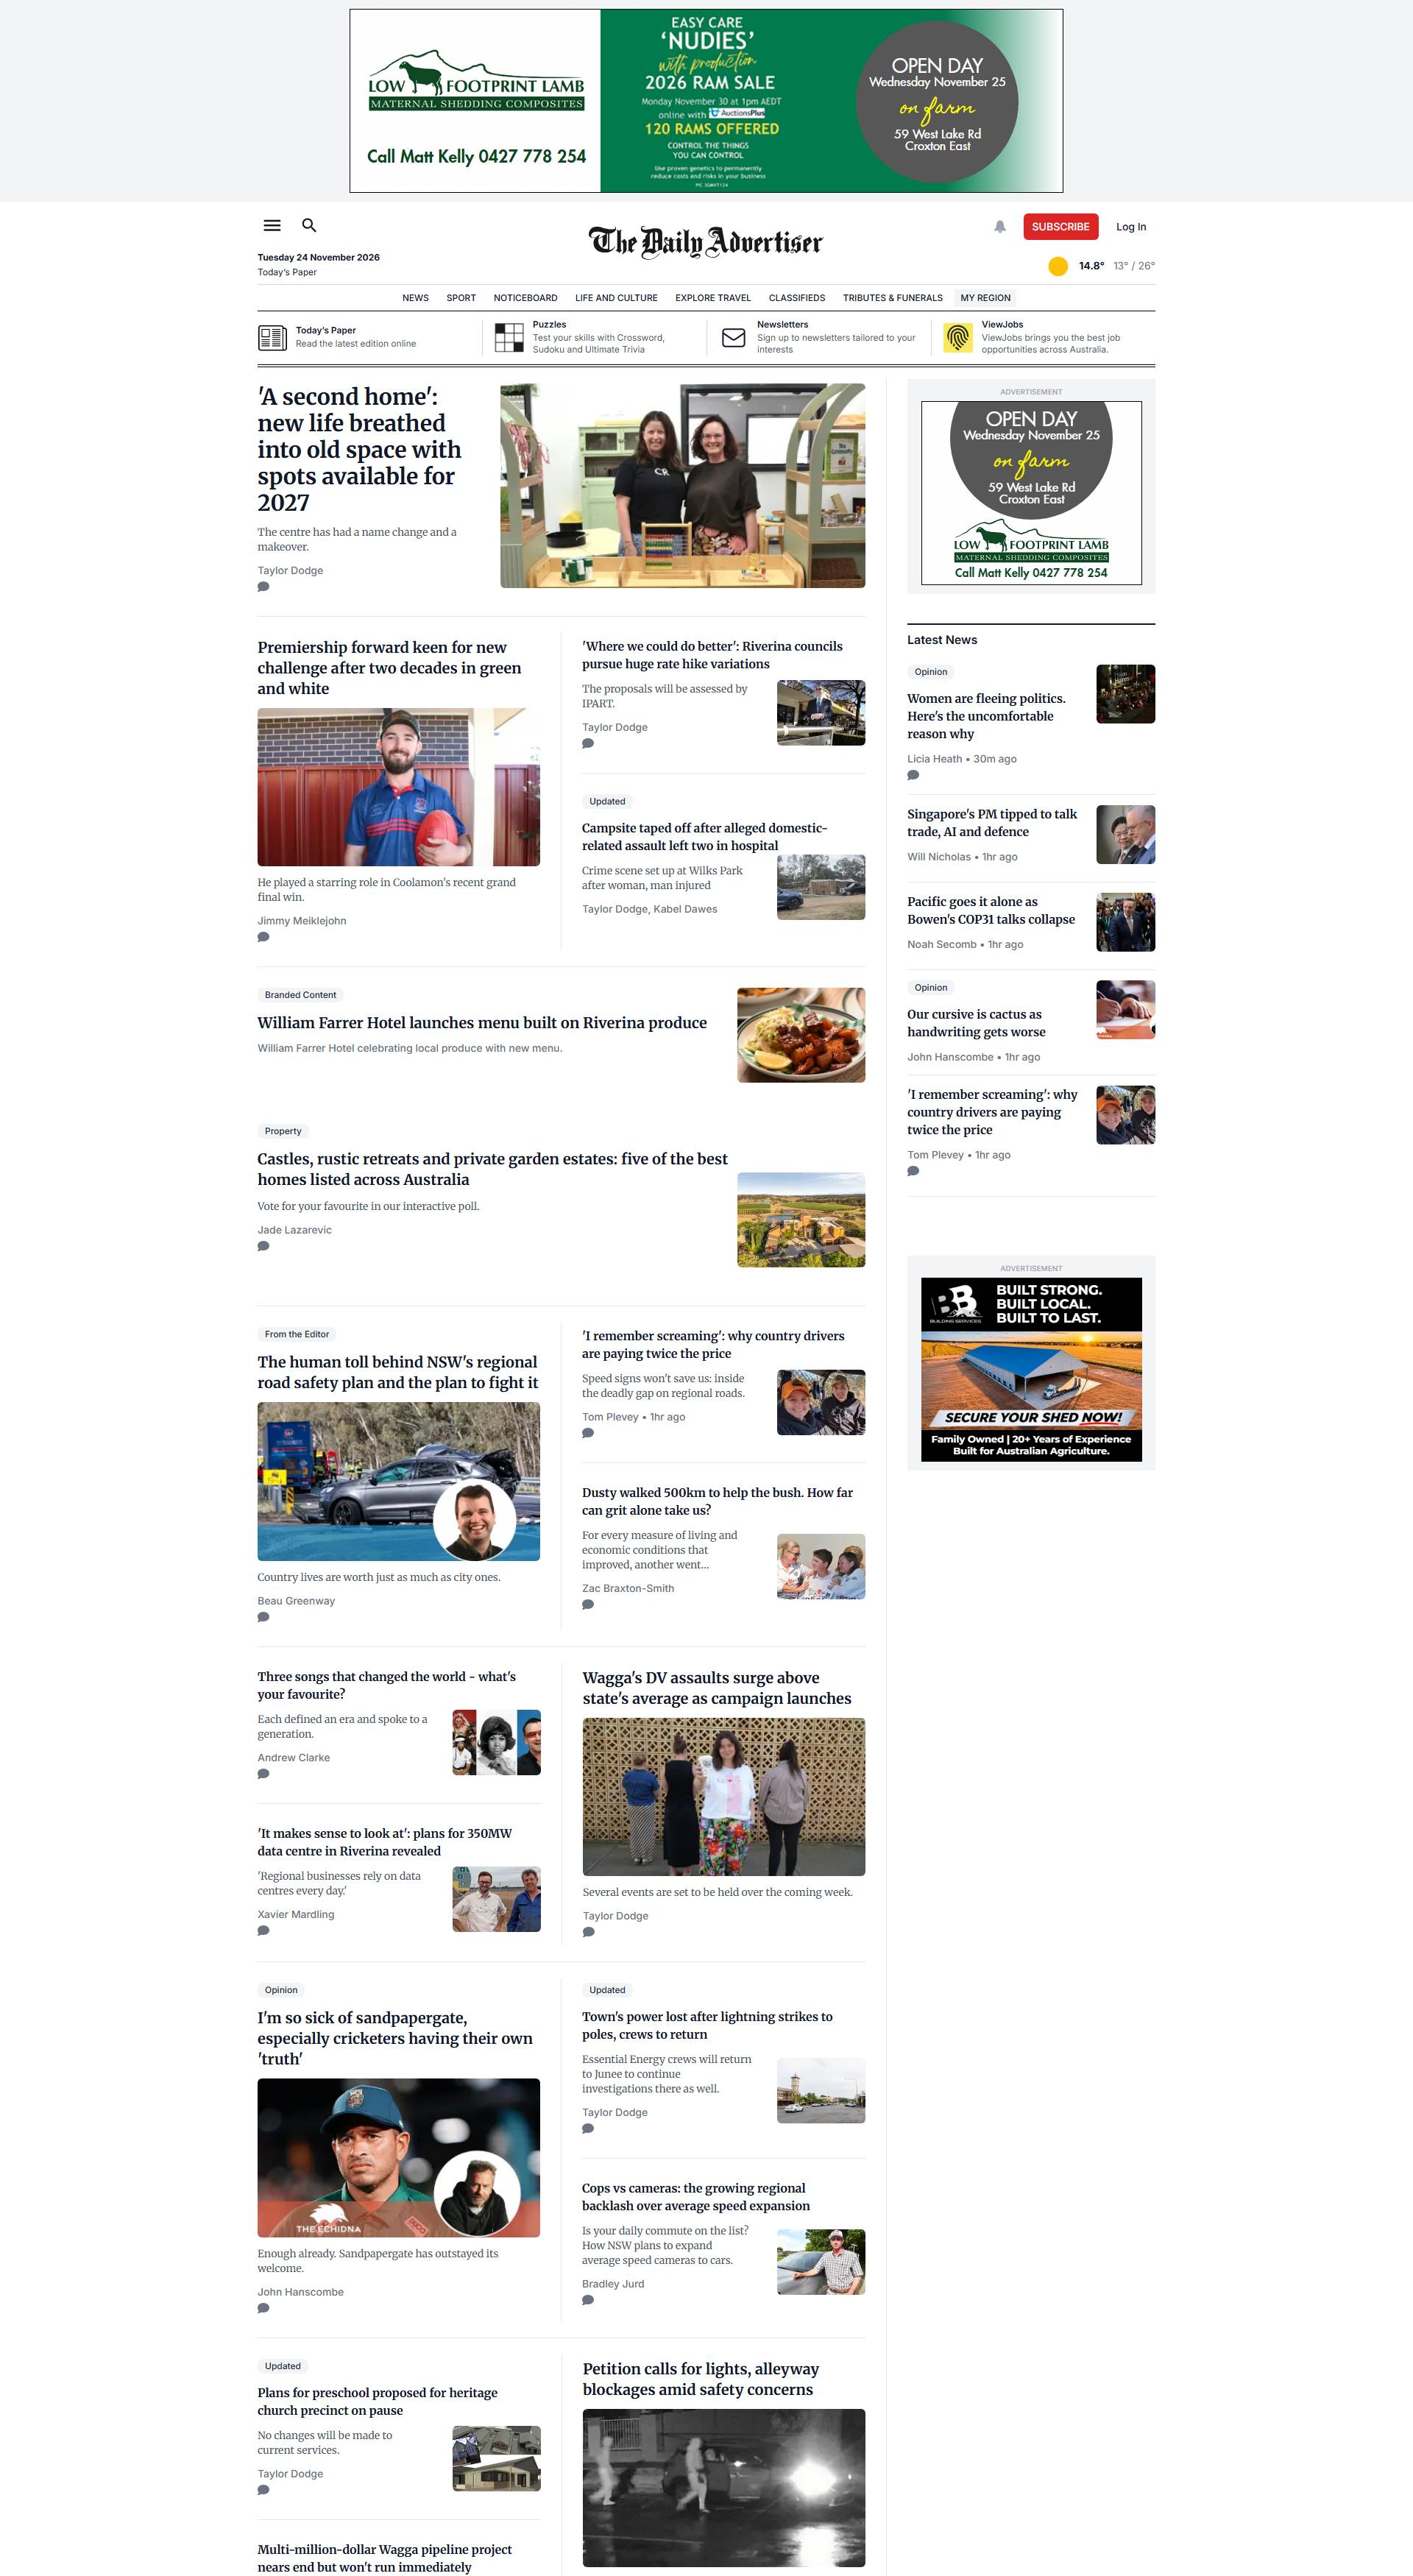 LOW FOOTPRINT LAMB
MATERNAL SHEDDING COMPOSITES
Call Matt Kelly 0427 778 254
EASY CARE
'NUDIES'
with production
2026 RAM SALE
Monday November 30 at 1pm AEDT
online with AuctionsPlus
120 RAMS OFFERED
CONTROL THE THINGS
YOU CAN CONTROL
Use proven genetics to permanently
reduce costs and risks in your business
OPEN DAY
Wednesday November 25
on farm
59 West Lake Rd
Croxton East
The Daily Advertiser
SUBSCRIBE
Log In
Tuesday 24 November 2026
Today's Paper
14.8° 13° / 26°
NEWS SPORT NOTICEBOARD LIFE AND CULTURE EXPLORE TRAVEL CLASSIFIEDS TRIBUTES & FUNERALS MY REGION
Today's Paper
Read the latest edition online
Puzzles
Test your skills with Crossword,
Sudoku and Ultimate Trivia
Newsletters
Sign up to newsletters tailored to your
interests
ViewJobs
ViewJobs brings you the best job
opportunities across Australia.
'A second home':
new life breathed
into old space with
spots available for
2027
The centre has had a name change and a
makeover.
Taylor Dodge
CR
Premiership forward keen for new
challenge after two decades in green
and white
He played a starring role in Coolamon's recent grand
final win.
Jimmy Meiklejohn
'Where we could do better': Riverina councils
pursue huge rate hike variations
The proposals will be assessed by
IPART.
Taylor Dodge
Updated
Campsite taped off after alleged domestic-
related assault left two in hospital
Crime scene set up at Wilks Park
after woman, man injured
Taylor Dodge, Kabel Dawes
Branded Content
William Farrer Hotel launches menu built on Riverina produce
William Farrer Hotel celebrating local produce with new menu.
Property
Castles, rustic retreats and private garden estates: five of the best
homes listed across Australia
Vote for your favourite in our interactive poll.
Jade Lazarevic
From the Editor
The human toll behind NSW's regional
road safety plan and the plan to fight it
Country lives are worth just as much as city ones.
Beau Greenway
'I remember screaming': why country drivers
are paying twice the price
Speed signs won't save us: inside
the deadly gap on regional roads.
Tom Plevey • 1hr ago
Dusty walked 500km to help the bush. How far
can grit alone take us?
For every measure of living and
economic conditions that
improved, another went...
Zac Braxton-Smith
Three songs that changed the world - what's
your favourite?
Each defined an era and spoke to a
generation.
Andrew Clarke
'It makes sense to look at': plans for 350MW
data centre in Riverina revealed
'Regional businesses rely on data
centres every day.'
Xavier Mardling
Wagga's DV assaults surge above
state's average as campaign launches
Several events are set to be held over the coming week.
Taylor Dodge
Opinion
I'm so sick of sandpapergate,
especially cricketers having their own
'truth'
THE ECHIDNA
Enough already. Sandpapergate has outstayed its
welcome.
John Hanscombe
Updated
Town's power lost after lightning strikes to
poles, crews to return
Essential Energy crews will return
to Junee to continue
investigations there as well.
Taylor Dodge
Cops vs cameras: the growing regional
backlash over average speed expansion
Is your daily commute on the list?
How NSW plans to expand
average speed cameras to cars.
Bradley Jurd
Updated
Plans for preschool proposed for heritage
church precinct on pause
No changes will be made to
current services.
Taylor Dodge
Multi-million-dollar Wagga pipeline project
nears end but won't run immediately
Petition calls for lights, alleyway
blockages amid safety concerns
ADVERTISEMENT
OPEN DAY
Wednesday November 25
on farm
59 West Lake Rd
Croxton East
LOW FOOTPRINT LAMB
MATERNAL SHEDDING COMPOSITES
Call Matt Kelly 0427 778 254
Latest News
Opinion
Women are fleeing politics.
Here's the uncomfortable
reason why
Licia Heath • 30m ago
Singapore's PM tipped to talk
trade, AI and defence
Will Nicholas • 1hr ago
Pacific goes it alone as
Bowen's COP31 talks collapse
Noah Secomb • 1hr ago
Opinion
Our cursive is cactus as
handwriting gets worse
John Hanscombe • 1hr ago
'I remember screaming': why
country drivers are paying
twice the price
Tom Plevey • 1hr ago
ADVERTISEMENT
BB
BUILDING SERVICES
BUILT STRONG.
BUILT LOCAL.
BUILT TO LAST.
SECURE YOUR SHED NOW!
Family Owned | 20+ Years of Experience
Built for Australian Agriculture.